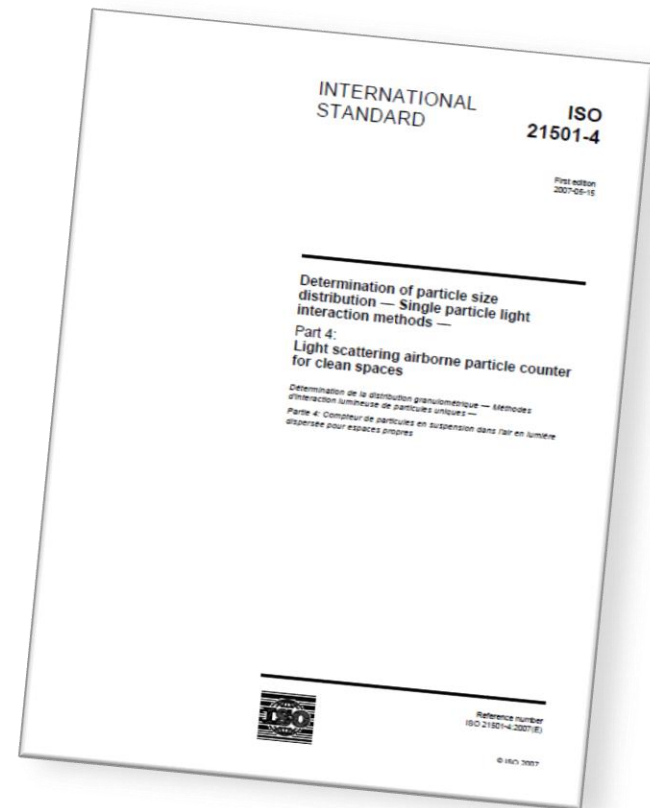 INTERNATIONAL
STANDARD
ISO
21501-4
First edition
2007-05-15
Determination of particle size
distribution — Single particle light
interaction methods —
Part 4:
Light scattering airborne particle counter
for clean spaces
Détermination de la distribution granulométrique — Méthodes
d'interaction lumineuse de particules uniques —
Partie 4: Compteur de particules en suspension dans l'air en lumière
dispersée pour espaces propres
ISO
Reference number
ISO 21501-4:2007(E)
© ISO 2007